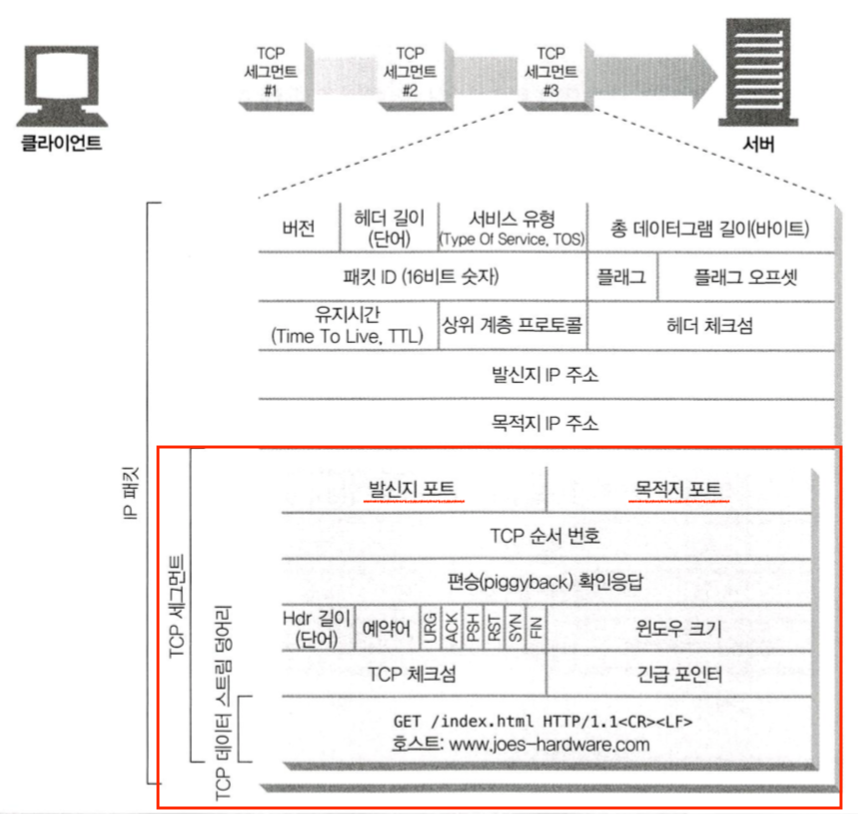 TCP
세그먼트
#1
TCP
세그먼트
#2
TCP
세그먼트
#3
클라이언트
서버
버전
헤더 길이
(단어)
서비스 유형
(Type Of Service, TOS)
총 데이터그램 길이(바이트)
패킷 ID (16비트 숫자)
플래그
플래그 오프셋
유지시간
(Time To Live, TTL)
상위 계층 프로토콜
헤더 체크섬
발신지 IP 주소
목적지 IP 주소
IP 패킷
TCP 세그먼트
TCP 데이터 스트림 덩어리
발신지 포트
목적지 포트
TCP 순서 번호
편승(piggyback) 확인응답
Hdr 길이
(단어)
예약어
URG
ACK
PSH
RST
SYN
FIN
윈도우 크기
TCP 체크섬
긴급 포인터
GET /index.html HTTP/1.1<CR><LF>
호스트: www.joes-hardware.com